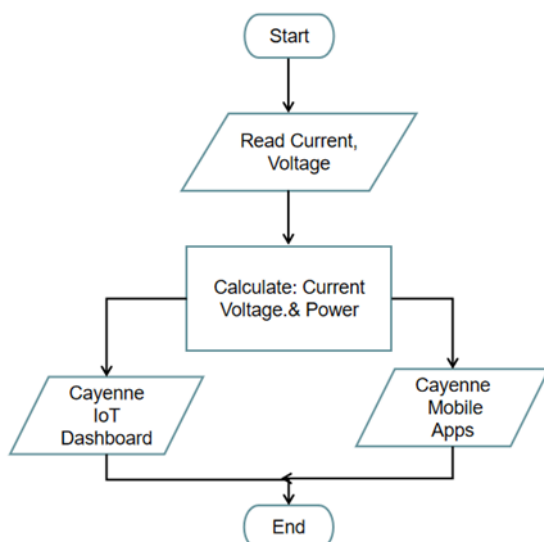 Start
Read Current,
Voltage
Calculate: Current
Voltage.& Power
Cayenne
IoT
Dashboard
Cayenne
Mobile
Apps
End